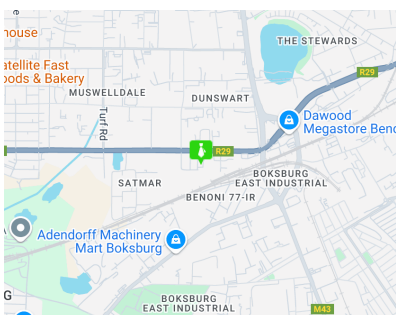 e
house
THE STEWARDS
atellite Fast
oods & Bakery
R29
MUSWELLDALE
DUNSWART
Turf Rd
Dawood
Megastore Beno
R29
SATMAR
BOKSBURG
EAST INDUSTRIAL
BENONI 77-IR
A
Adendorff Machinery
Mart Boksburg
G
BOKSBURG
EAST INDUSTRIAL
M43